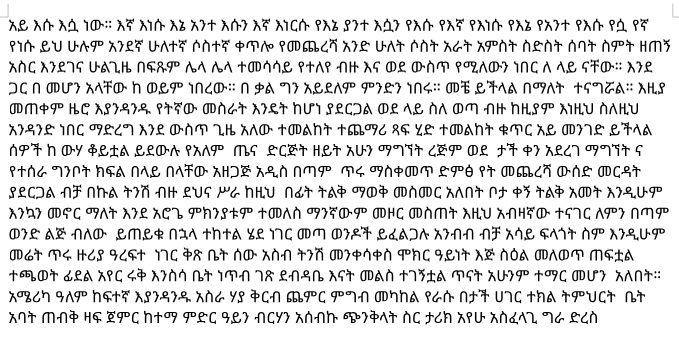 አይ እሱ እሷ ነው። እኛ እነሱ እኔ አንተ እሱን እኛ እነርሱ የእኔ ያንተ እሷን የእሱ የእኛ የእነሱ የእኔ የአንተ የእሱ የሷ የኛ
የነሱ ይህ ሁሉም አንደኛ ሁለተኛ ሶስተኛ ቀጥሎ የመጨረሻ አንድ ሁለት ሶስት አራት አምስት ስድስት ሰባት ስምት ዘጠኝ
አስር እንደገና ሁልጊዜ በፍጹም ሌላ ሌላ ተመሳሳይ የተለየ ብዙ እና ወደ ውስጥ የሚለውን ነበር ለ ላይ ናቸው። እንደ
ጋር በ መሆን አላቸው ከ ወይም ነበረው። በ ቃል ግን አይደለም ምንድን ነበሩ። መቼ ይችላል በማለት ተናግሯል። እዚያ
መጠቀም ዜሮ እያንዳንዱ የትኛው መስራት እንዴት ከሆነ ያደርጋል ወደ ላይ ስለ ወጣ ብዙ ከዚያም እነዚህ ስለዚህ
አንዳንድ ነበር ማድረግ እንደ ውስጥ ጊዜ አለው ተመልከት ተጨማሪ ጻፍ ሂድ ተመልከት ቁጥር አይ መንገድ ይችላል
ሰዎች ከ ውሃ ቆይቷል ይደውሉ የአለም ጤና ድርጅት ዘይት አሁን ማግኘት ረጅም ወደ ታች ቀን አደረገ ማግኘት ና
የተሰራ ግንቦት ክፍል በላይ በላቸው አዘጋጅ አዲስ በጣም ጥሩ ማስቀመጥ ድምፅ የት መጨረሻ ውሰድ መርዳት
ያደርጋል ብቻ በኩል ትንሽ ብዙ ደህና ሥራ ከዚህ በፊት ትልቅ ማወቅ መስመር አለበት ቦታ ቀኝ ትልቅ አመት እንዲሁም
እንኳን መኖር ማለት እንደ አሮጌ ምክንያቱም ተመለስ ማንኛውም መዞር መስጠት እዚህ አብዛኛው ተናገር ለምን በጣም
ወንድ ልጅ ብለው ይጠይቁ በኋላ ተከተል ሄደ ነገር መጣ ወንዶች ይፈልጋሉ አንብብ ብቻ አሳይ ፍላጎት ስም እንዲሁም
መሬት ጥሩ ዙሪያ ዓረፍተ ነገር ቅጽ ቤት ሰው አስብ ትንሽ መንቀሳቀስ ሞክር ዓይነት እጅ ስዕል መለወጥ ጠፍቷል
ተጫወት ፊደል አየር ሩቅ እንስሳ ቤት ነጥብ ገጽ ደብዳቤ እናት መልስ ተገኝቷል ጥናት አሁንም ተማር መሆን አለበት።
አሜሪካ ዓለም ከፍተኛ እያንዳንዱ አስራ ሃያ ቅርብ ጨምር ምግብ መካከል የራሱ በታች ሀገር ተክል ትምህርት ቤት
አባት ጠብቅ ዛፍ ጀምር ከተማ ምድር ዓይን ብርሃን አሰብኩ ጭንቅላት ስር ታሪክ አየሁ አስፈላጊ ግራ ድረስ